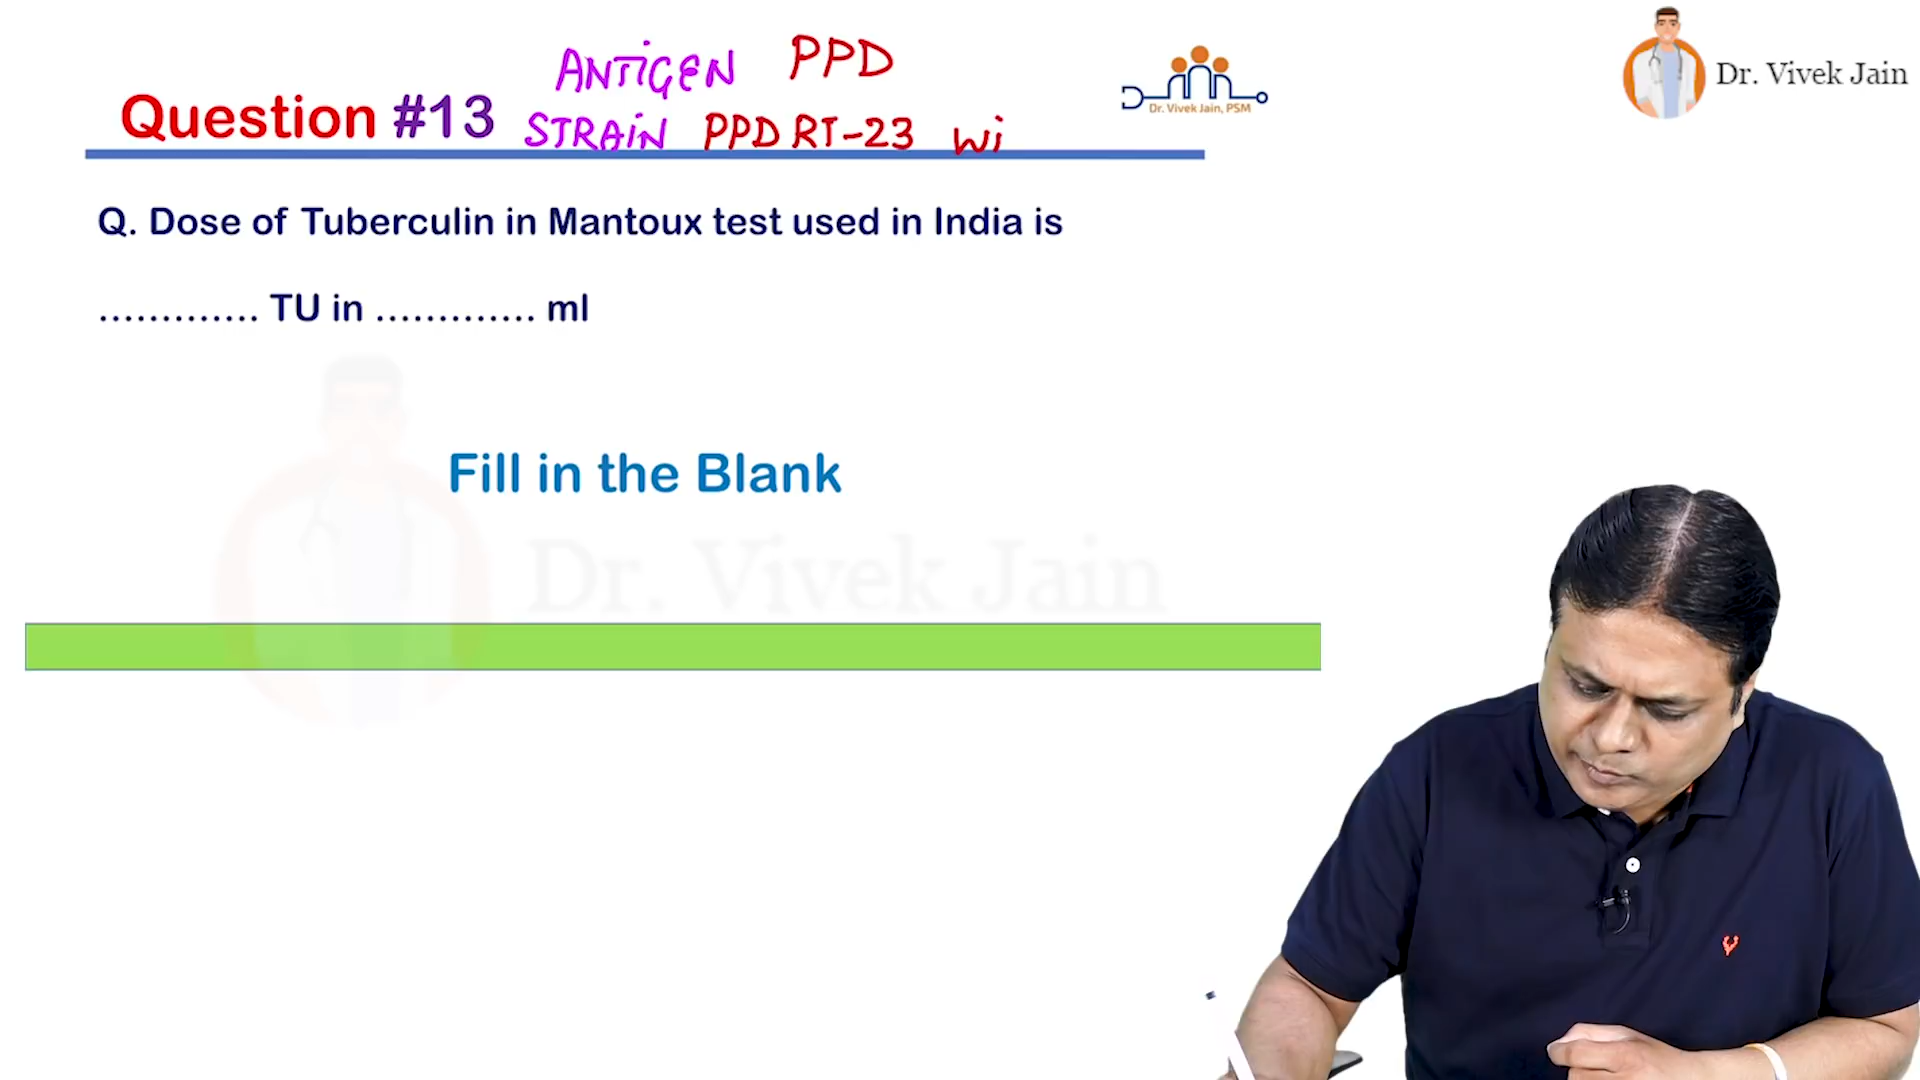 ANTIGEN PPD
Question #13
STRAIN PPD RT-23 Wi
Dr. Vivek Jain, PSM
Dr. Vivek Jain
Q. Dose of Tuberculin in Mantoux test used in India is
............. TU in ............. ml
Fill in the Blank
Dr. Vivek Jain